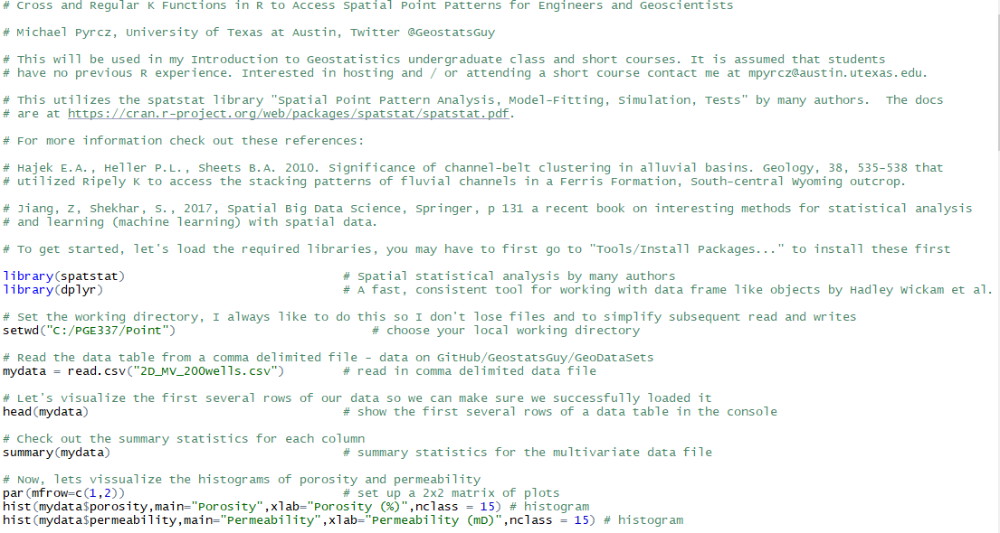 # Cross and Regular K Functions in R to Access Spatial Point Patterns for Engineers and Geoscientists
# Michael Pyrcz, University of Texas at Austin, Twitter @GeostatsGuy
# This will be used in my Introduction to Geostatistics undergraduate class and short courses. It is assumed that students
# have no previous R experience. Interested in hosting and / or attending a short course contact me at mpyrcz@austin.utexas.edu.
# This utilizes the spatstat library "Spatial Point Pattern Analysis, Model-Fitting, Simulation, Tests" by many authors.  The docs
# are at https://cran.r-project.org/web/packages/spatstat/spatstat.pdf.
# For more information check out these references:
# Hajek E.A., Heller P.L., Sheets B.A. 2010. Significance of channel-belt clustering in alluvial basins. Geology, 38, 535-538 that
# utilized Ripely K to access the stacking patterns of fluvial channels in a Ferris Formation, South-central Wyoming outcrop.
# Jiang, Z, Shekhar, S., 2017, Spatial Big Data Science, Springer, p 131 a recent book on interesting methods for statistical analysis
# and learning (machine learning) with spatial data.
# To get started, let's load the required libraries, you may have to first go to "Tools/Install Packages..." to install these first
library(spatstat) # Spatial statistical analysis by many authors
library(dplyr) # A fast, consistent tool for working with data frame like objects by Hadley Wickam et al.
# Set the working directory, I always like to do this so I don't lose files and to simplify subsequent read and writes
setwd("C:/PGE337/Point") # choose your local working directory
# Read the data table from a comma delimited file - data on GitHub/GeostatsGuy/GeoDataSets
mydata = read.csv("2D_MV_200wells.csv") # read in comma delimited data file
# Let's visualize the first several rows of our data so we can make sure we successfully loaded it
head(mydata) # show the first several rows of a data table in the console
# Check out the summary statistics for each column
summary(mydata) # summary statistics for the multivariate data file
# Now, lets vissualize the histograms of porosity and permeability
par(mfrow=c(1,2)) # set up a 2x2 matrix of plots
hist(mydata$porosity,main="Porosity",xlab="Porosity (%)",nclass = 15) # histogram
hist(mydata$permeability,main="Permeability",xlab="Permeability (mD)",nclass = 15) # histogram